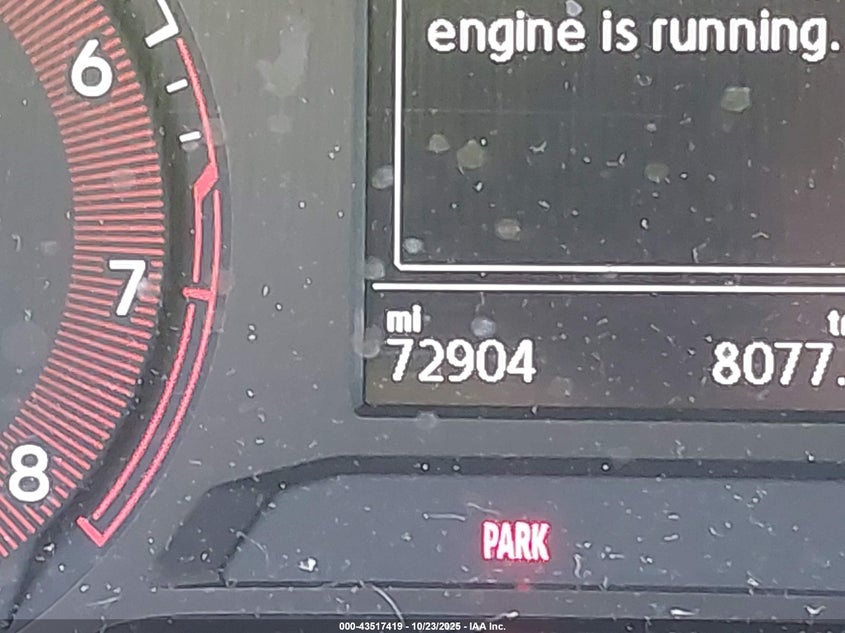 engine is running.
6
7
mi
72904 8077.
8
PARK
000-43517419 - 10/23/2025 - IAA Inc.